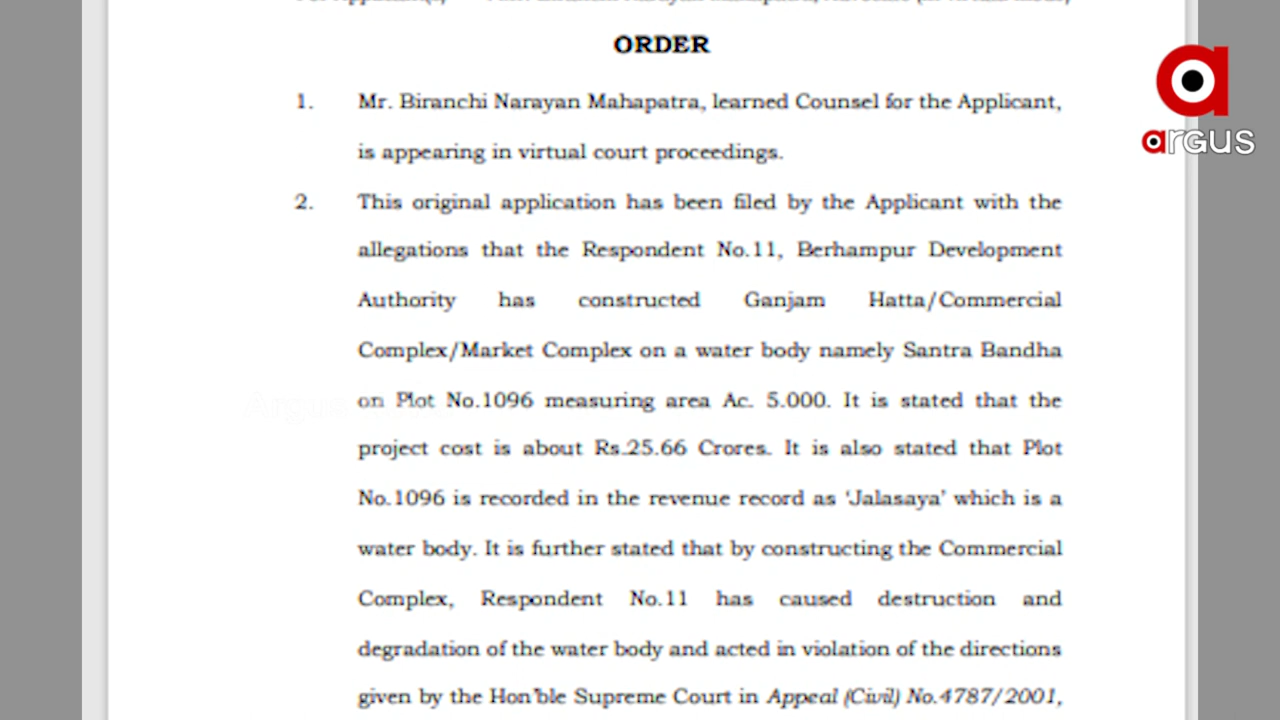 ORDER
1. Mr. Biranchi Narayan Mahapatra, learned Counsel for the Applicant,
is appearing in virtual court proceedings.
2. This original application has been filed by the Applicant with the
allegations that the Respondent No.11, Berhampur Development
Authority has constructed Ganjam Hatta/Commercial
Complex/Market Complex on a water body namely Santra Bandha
on Plot No.1096 measuring area Ac. 5.000. It is stated that the
project cost is about Rs.25.66 Crores. It is also stated that Plot
No.1096 is recorded in the revenue record as 'Jalasaya' which is a
water body. It is further stated that by constructing the Commercial
Complex, Respondent No.11 has caused destruction and
degradation of the water body and acted in violation of the directions
given by the Hon'ble Supreme Court in Appeal (Civil) No.4787/2001,
argus
Argus